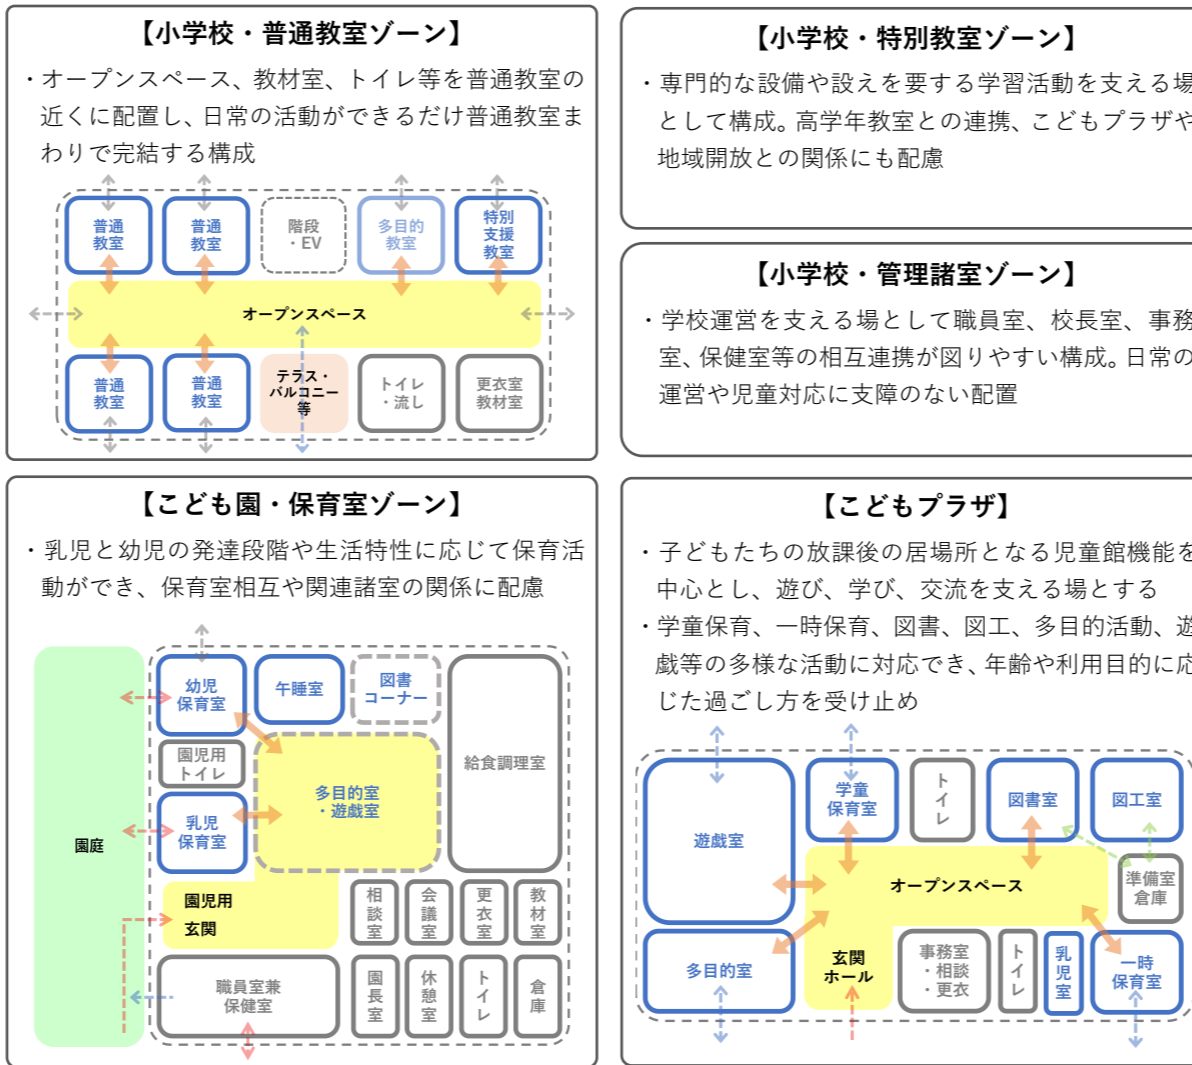 【小学校・普通教室ゾーン】
・オープンスペース、教材室、トイレ等を普通教室の
近くに配置し、日常の活動ができるだけ普通教室ま
わりで完結する構成
普通
教室
普通
教室
階段
・EV
多目的
教室
特別
支援
教室
オープンスペース
普通
教室
普通
教室
テラス・
バルコニー
等
トイレ
・流し
更衣室
教材室
【小学校・特別教室ゾーン】
・専門的な設備や設えを要する学習活動を支える場
として構成。高学年教室との連携、こどもプラザや
地域開放との関係にも配慮
【小学校・管理諸室ゾーン】
・学校運営を支える場として職員室、校長室、事務
室、保健室等の相互連携が図りやすい構成。日常の
運営や児童対応に支障のない配置
【こども園・保育室ゾーン】
・乳児と幼児の発達段階や生活特性に応じて保育活
動ができ、保育室相互や関連諸室の関係に配慮
幼児
保育室
午睡室
図書
コーナー
給食調理室
園児用
トイレ
多目的室
・遊戯室
乳児
保育室
園庭
園児用
玄関
相談室
会議室
更衣室
教材室
職員室兼
保健室
園長室
休憩室
トイレ
倉庫
【こどもプラザ】
・子どもたちの放課後の居場所となる児童館機能を
中心とし、遊び、学び、交流を支える場とする
・学童保育、一時保育、図書、図工、多目的活動、遊
戯等の多様な活動に対応でき、年齢や利用目的に応
じた過ごし方を受け止め
遊戯室
学童
保育室
トイレ
図書室
図工室
オープンスペース
準備室
倉庫
多目的室
玄関
ホール
事務室
・相談
・更衣
トイレ
乳児室
一時
保育室